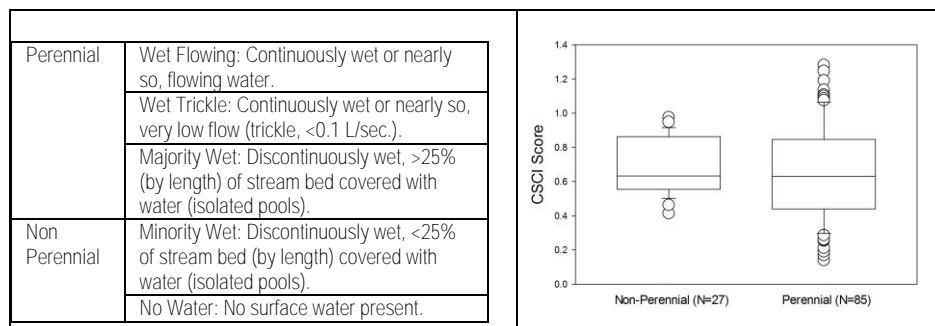 Perennial
Wet Flowing: Continuously wet or nearly
so, flowing water.
Wet Trickle: Continuously wet or nearly so,
very low flow (trickle, <0.1 L/sec.).
Majority Wet: Discontinuously wet, >25%
(by length) of stream bed covered with
water (isolated pools).
Non
Perennial
Minority Wet: Discontinuously wet, <25%
of stream bed (by length) covered with
water (isolated pools).
No Water: No surface water present.
CSCI Score
1.4
1.2
1.0
0.8
0.6
0.4
0.2
0.0
Non-Perennial (N=27)
Perennial (N=85)